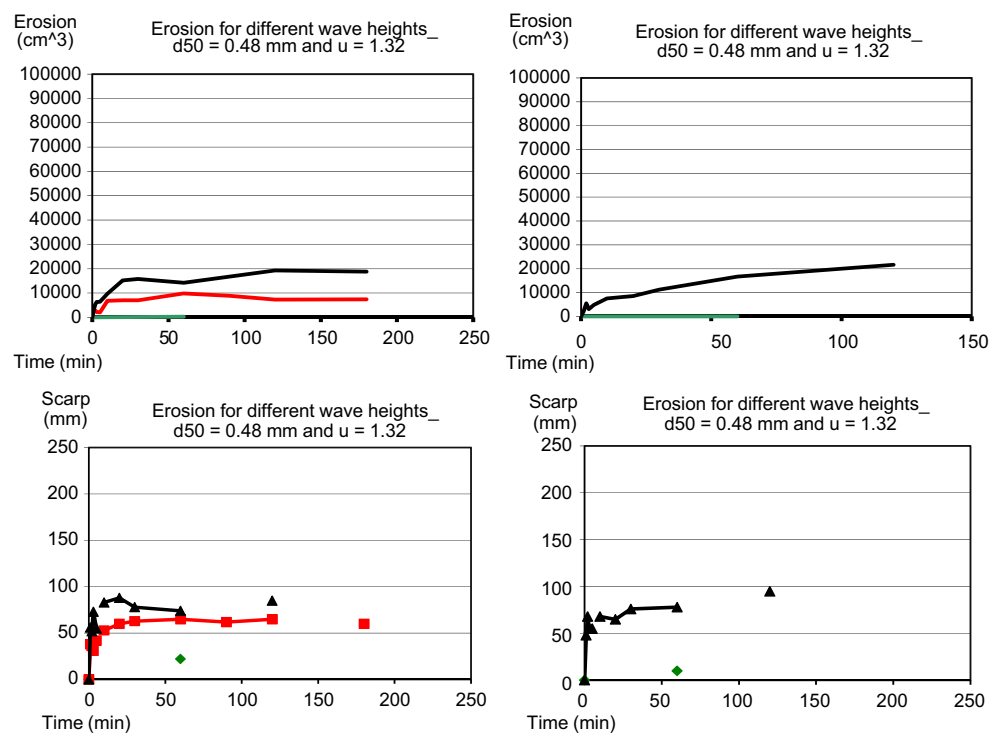 Erosion
(cm^3)
Erosion for different wave heights_
d50 = 0.48 mm and u = 1.32
100000
90000
80000
70000
60000
50000
40000
30000
20000
10000
0
0
50
100
150
200
250
Time (min)
Erosion
(cm^3)
Erosion for different wave heights_
d50 = 0.48 mm and u = 1.32
100000
90000
80000
70000
60000
50000
40000
30000
20000
10000
0
0
50
100
150
Time (min)
Scarp
(mm)
Erosion for different wave heights_
d50 = 0.48 mm and u = 1.32
250
200
150
100
50
0
0
50
100
150
200
250
Time (min)
Scarp
(mm)
Erosion for different wave heights_
d50 = 0.48 mm and u = 1.32
250
200
150
100
50
0
0
50
100
150
200
250
Time (min)